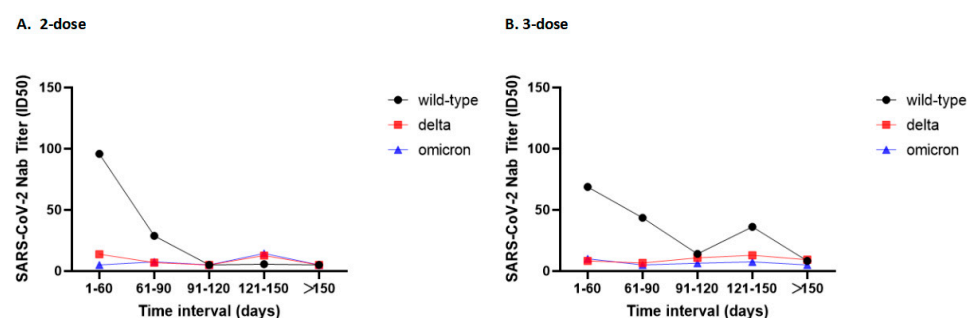 A. 2-dose
SARS-CoV-2 Nab Titer (ID50)
150
100
50
0
1-60
61-90
91-120
121-150
>150
Time interval (days)
wild-type
delta
omicron
B. 3-dose
SARS-CoV-2 Nab Titer (ID50)
150
100
50
0
1-60
61-90
91-120
121-150
>150
Time interval (days)
wild-type
delta
omicron